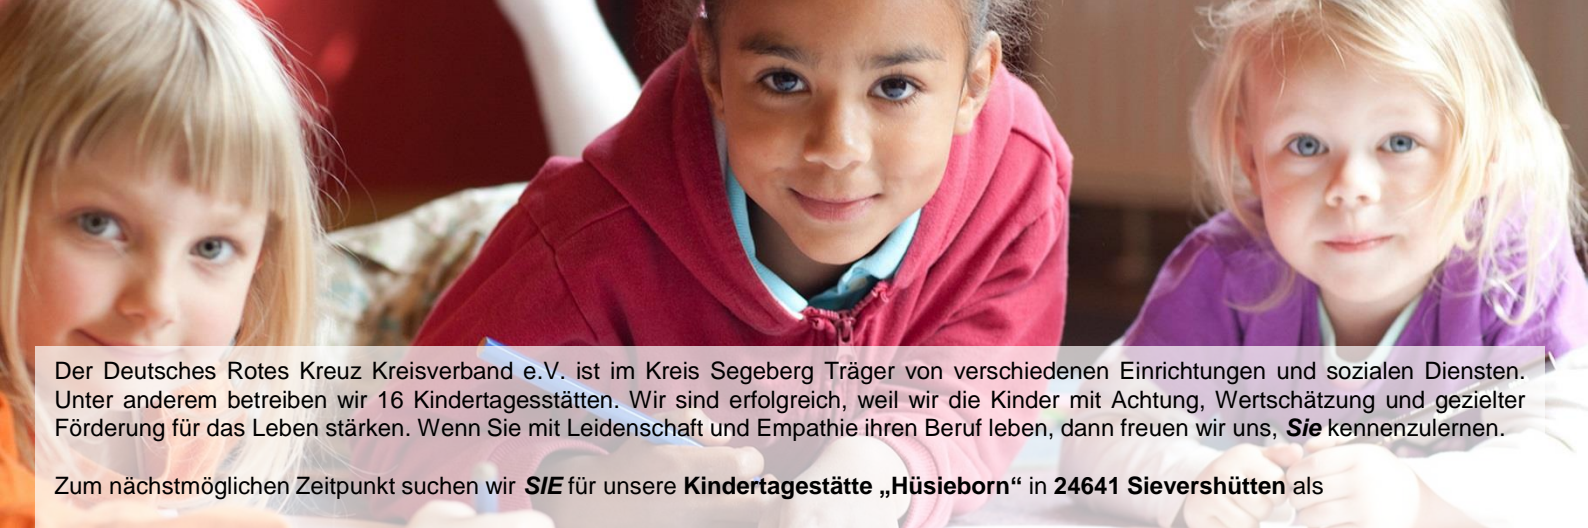 Der Deutsches Rotes Kreuz Kreisverband e.V. ist im Kreis Segeberg Träger von verschiedenen Einrichtungen und sozialen Diensten.
Unter anderem betreiben wir 16 Kindertagesstätten. Wir sind erfolgreich, weil wir die Kinder mit Achtung, Wertschätzung und gezielter
Förderung für das Leben stärken. Wenn Sie mit Leidenschaft und Empathie ihren Beruf leben, dann freuen wir uns, Sie kennenzulernen.
Zum nächstmöglichen Zeitpunkt suchen wir SIE für unsere Kindertagestätte „Hüsieborn“ in 24641 Sievershütten als